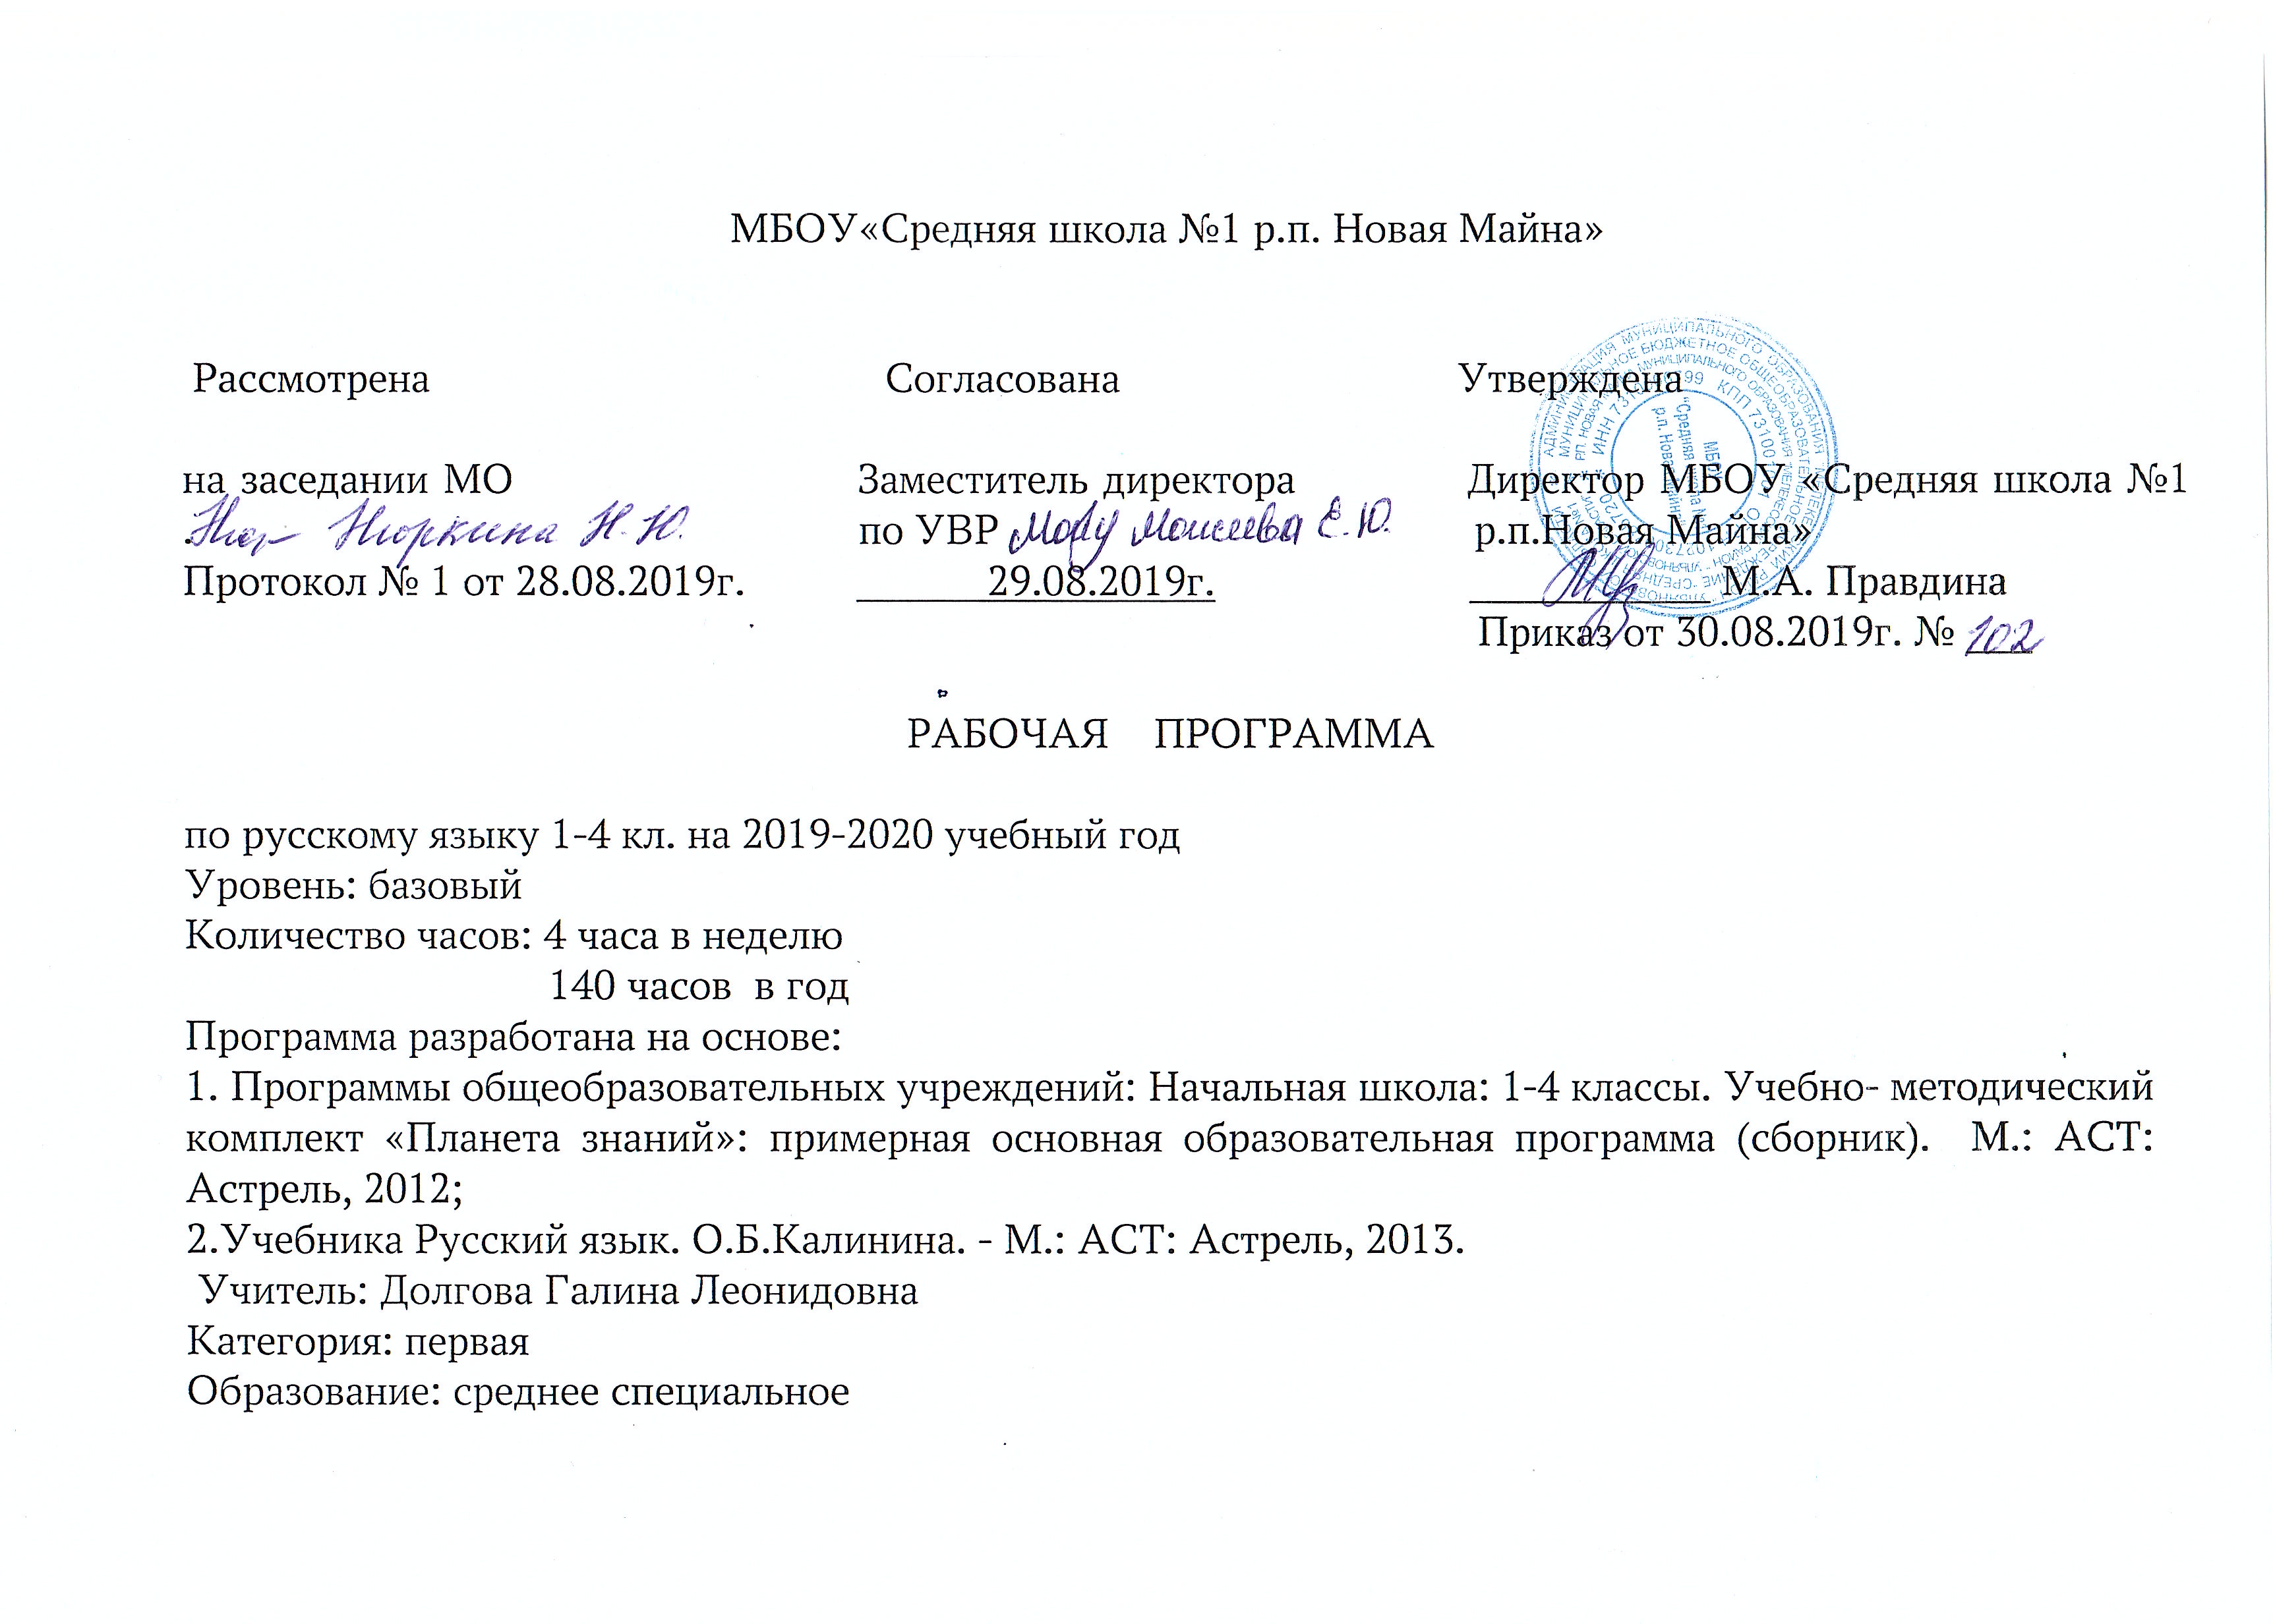 МБОУ«Средняя школа №1 р.п. Новая Майна»
Рассмотрена
на заседании МО
Нюркина Н.Ю.
Протокол № 1 от 28.08.2019г.
Согласована
Заместитель директора
по УВР Моисеева Е.Ю.
29.08.2019г.
Утверждена
Директор МБОУ «Средняя школа №1
р.п.Новая Майна»
М.А. Правдина
Приказ от 30.08.2019г. № 102
РАБОЧАЯ ПРОГРАММА
по русскому языку 1-4 кл. на 2019-2020 учебный год
Уровень: базовый
Количество часов: 4 часа в неделю
140 часов в год
Программа разработана на основе:
1. Программы общеобразовательных учреждений: Начальная школа: 1-4 классы. Учебно- методический
комплект «Планета знаний»: примерная основная образовательная программа (сборник). М.: АСТ:
Астрель, 2012;
2.Учебника Русский язык. О.Б.Калинина. - М.: АСТ: Астрель, 2013.
Учитель: Долгова Галина Леонидовна
Категория: первая
Образование: среднее специальное